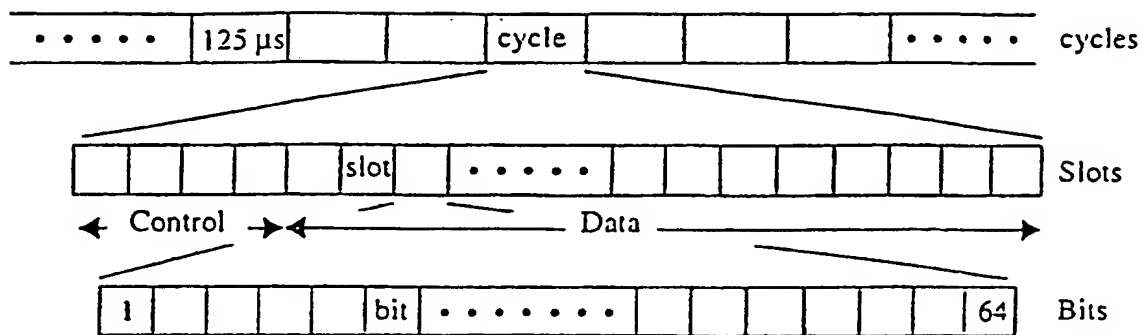 • • • • • 125 µs cycle • • • • • cycles
slot • • • • • Slots
Control Data
1 bit • • • • • • • 64 Bits